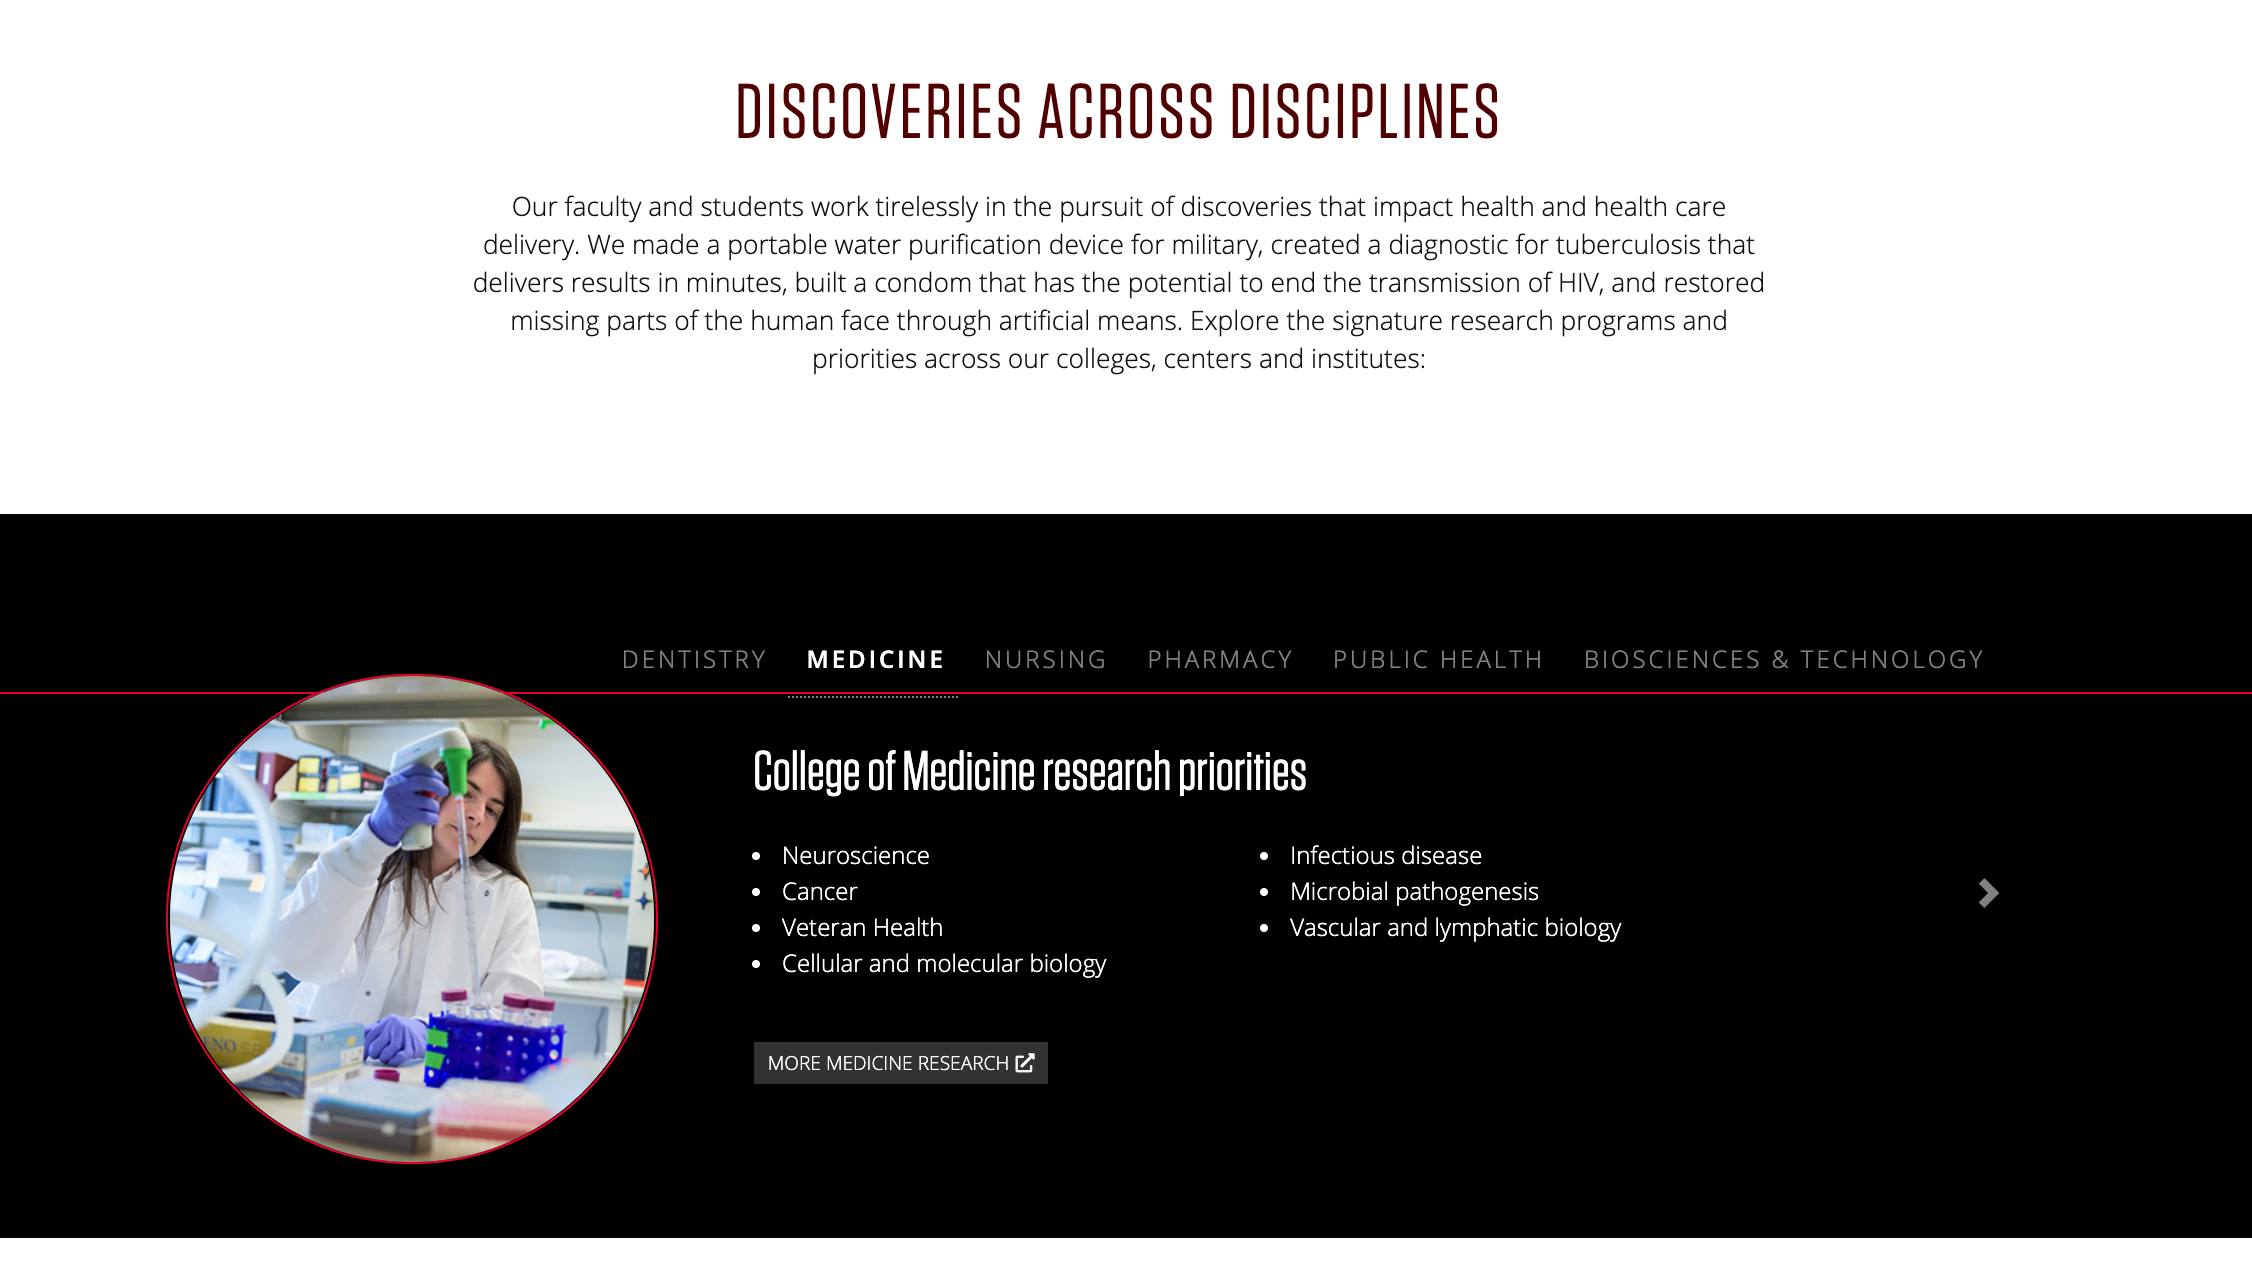 DISCOVERIES ACROSS DISCIPLINES
Our faculty and students work tirelessly in the pursuit of discoveries that impact health and health care
delivery. We made a portable water purification device for military, created a diagnostic for tuberculosis that
delivers results in minutes, built a condom that has the potential to end the transmission of HIV, and restored
missing parts of the human face through artificial means. Explore the signature research programs and
priorities across our colleges, centers and institutes:
DENTISTRY MEDICINE NURSING PHARMACY PUBLIC HEALTH BIOSCIENCES & TECHNOLOGY
College of Medicine research priorities
• Neuroscience
• Cancer
• Veteran Health
• Cellular and molecular biology
• Infectious disease
• Microbial pathogenesis
• Vascular and lymphatic biology
MORE MEDICINE RESEARCH